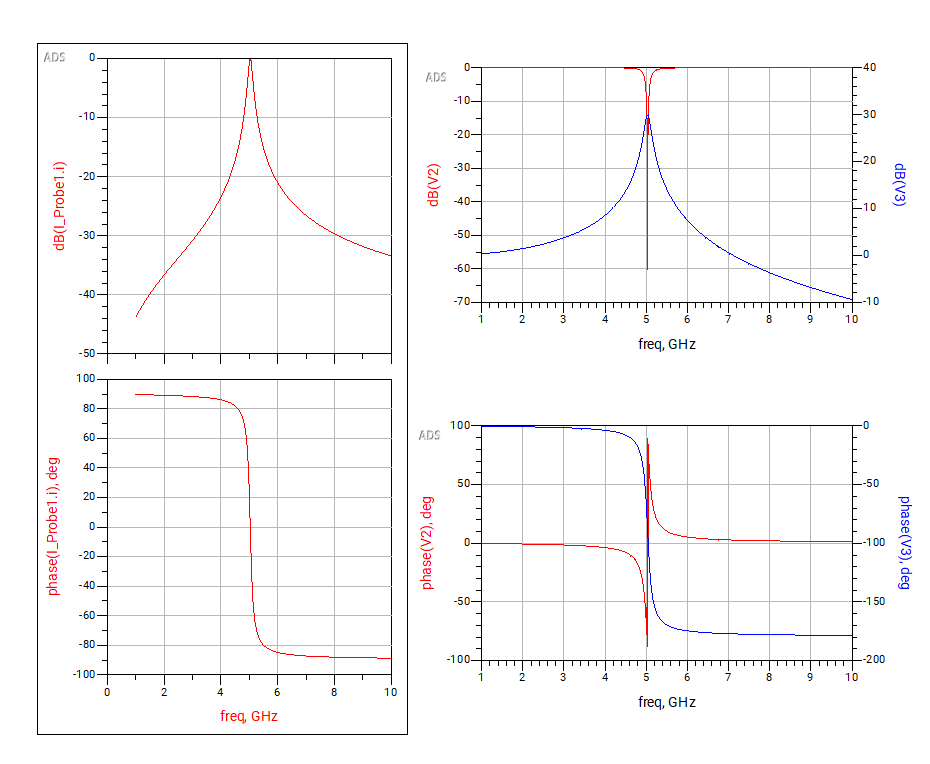 ADS
dB(I_Probe1.i)
0
-10
-20
-30
-40
-50
phase(I_Probe1.i), deg
100
80
60
40
20
0
-20
-40
-60
-80
-100
0 2 4 6 8 10
freq, GHz
ADS
dB(V2)
0
-10
-20
-30
-40
-50
-60
-70
40
30
20
10
0
-10
dB(V3)
1 2 3 4 5 6 7 8 9 10
freq, GHz
ADS
phase(V2), deg
100
50
0
-50
-100
0
-50
-100
-150
-200
phase(V3), deg
1 2 3 4 5 6 7 8 9 10
freq, GHz